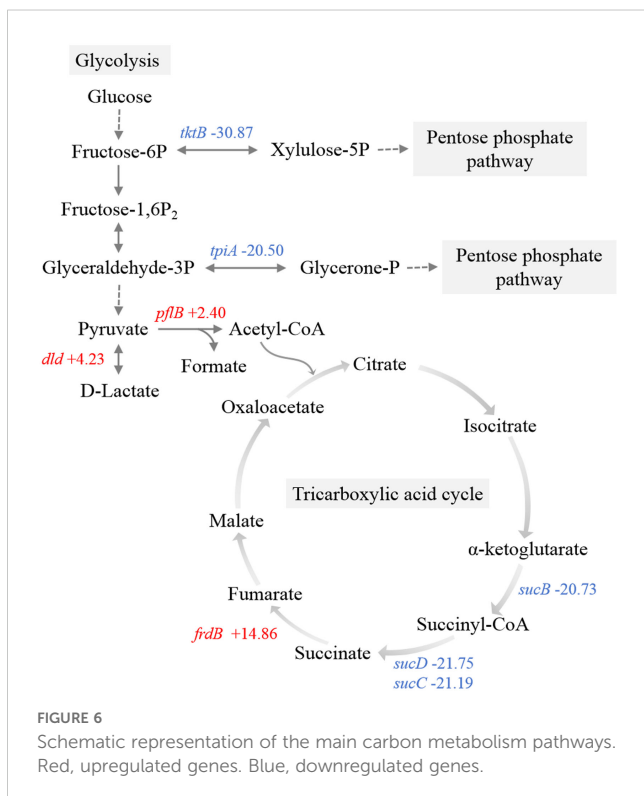 Glycolysis
Glucose
tktB -30.87
Fructose-6P
Xylulose-5P
Pentose phosphate
pathway
Fructose-1,6P₂
tpiA -20.50
Glyceraldehyde-3P
Glycerone-P
Pentose phosphate
pathway
pflB +2.40
Pyruvate
Acetyl-CoA
dld +4.23
Formate
D-Lactate
Citrate
Oxaloacetate
Isocitrate
Tricarboxylic acid cycle
Malate
α-ketoglutarate
Fumarate
sucB -20.73
Succinyl-CoA
frdB +14.86
Succinate
sucD -21.75
sucC -21.19
FIGURE 6
Schematic representation of the main carbon metabolism pathways.
Red, upregulated genes. Blue, downregulated genes.